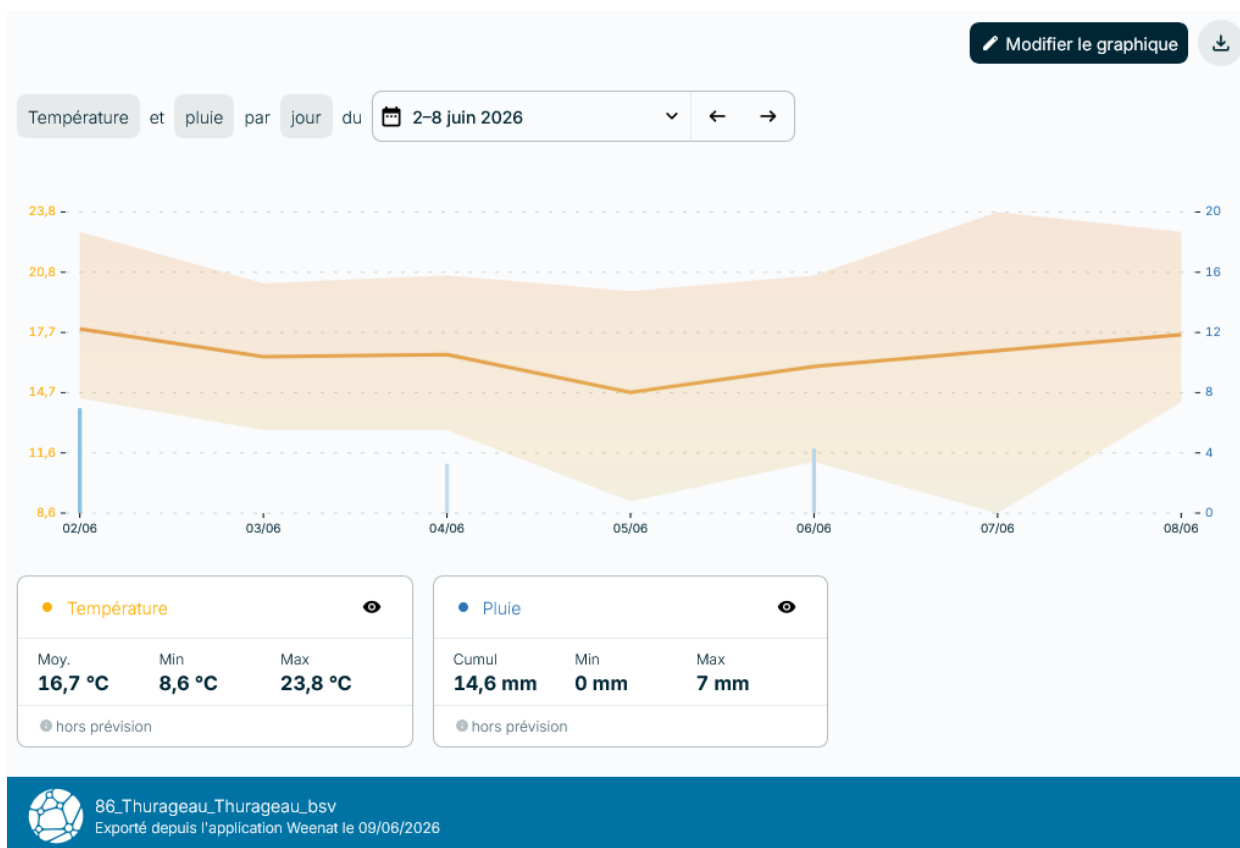 Modifier le graphique
Température et pluie par jour du 2–8 juin 2026
23,8 20
20,8 16
17,7 12
14,7 8
11,6 4
8,6 0
02/06 03/06 04/06 05/06 06/06 07/06 08/06
Température Pluie
Moy. Min Max Cumul Min Max
16,7 °C 8,6 °C 23,8 °C 14,6 mm 0 mm 7 mm
hors prévision hors prévision
86_Thurageau_Thurageau_bsv
Exporté depuis l'application Weenat le 09/06/2026